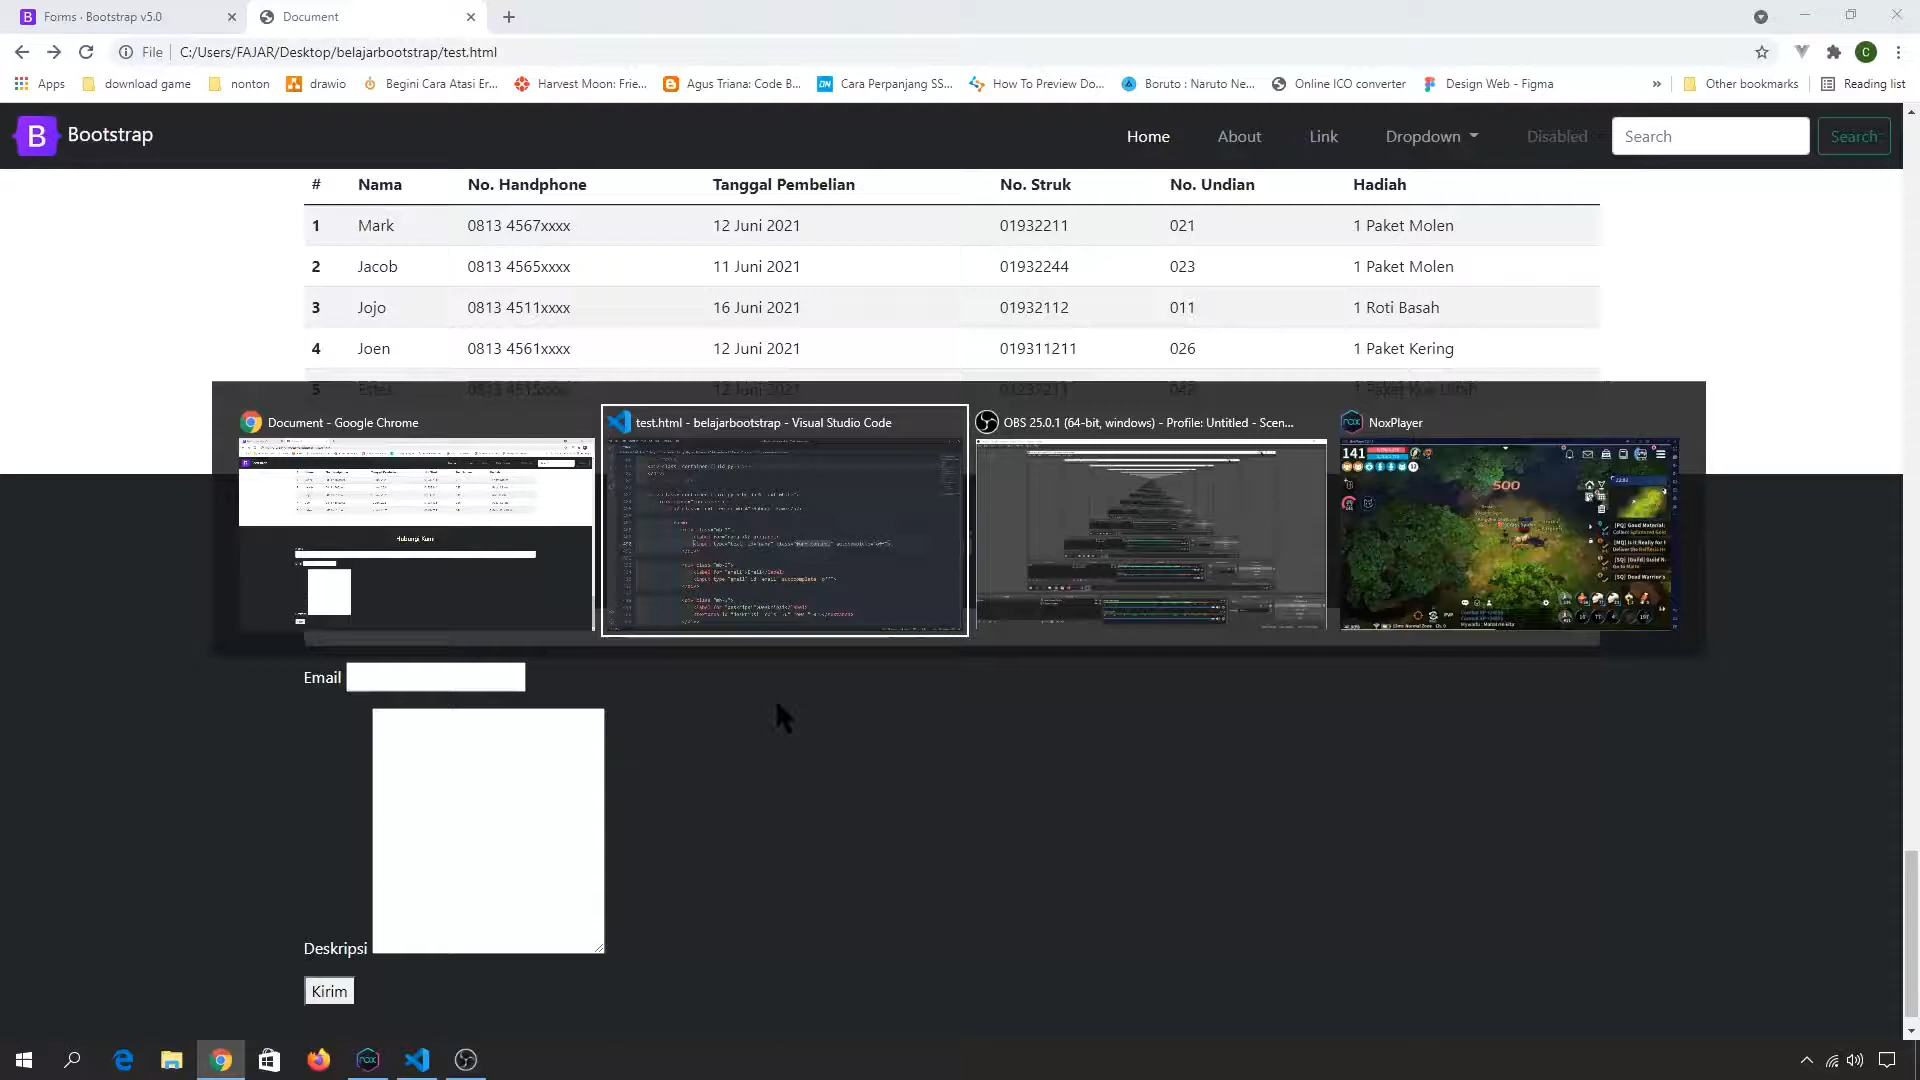 Forms · Bootstrap v5.0
Document
File
C:/Users/FAJAR/Desktop/belajarbootstrap/test.html
Apps
download game
nonton
drawio
Begini Cara Atasi Er...
Harvest Moon: Frie...
Agus Triana: Code B...
Cara Perpanjang SS...
How To Preview Do...
Boruto : Naruto Ne...
Online ICO converter
Design Web - Figma
»
Other bookmarks
Reading list
B Bootstrap
Home
About
Link
Dropdown
Disabled
Search
Search
# Nama No. Handphone Tanggal Pembelian No. Struk No. Undian Hadiah
1 Mark 0813 4567xxxx 12 Juni 2021 01932211 021 1 Paket Molen
2 Jacob 0813 4565xxxx 11 Juni 2021 01932244 023 1 Paket Molen
3 Jojo 0813 4511xxxx 16 Juni 2021 01932112 011 1 Roti Basah
4 Joen 0813 4561xxxx 12 Juni 2021 019311211 026 1 Paket Kering
Document - Google Chrome
test.html - belajarbootstrap - Visual Studio Code
OBS 25.0.1 (64-bit, windows) - Profile: Untitled - Scen...
NoxPlayer
Hubungi Kami
141
500
Email
Deskripsi
Kirim